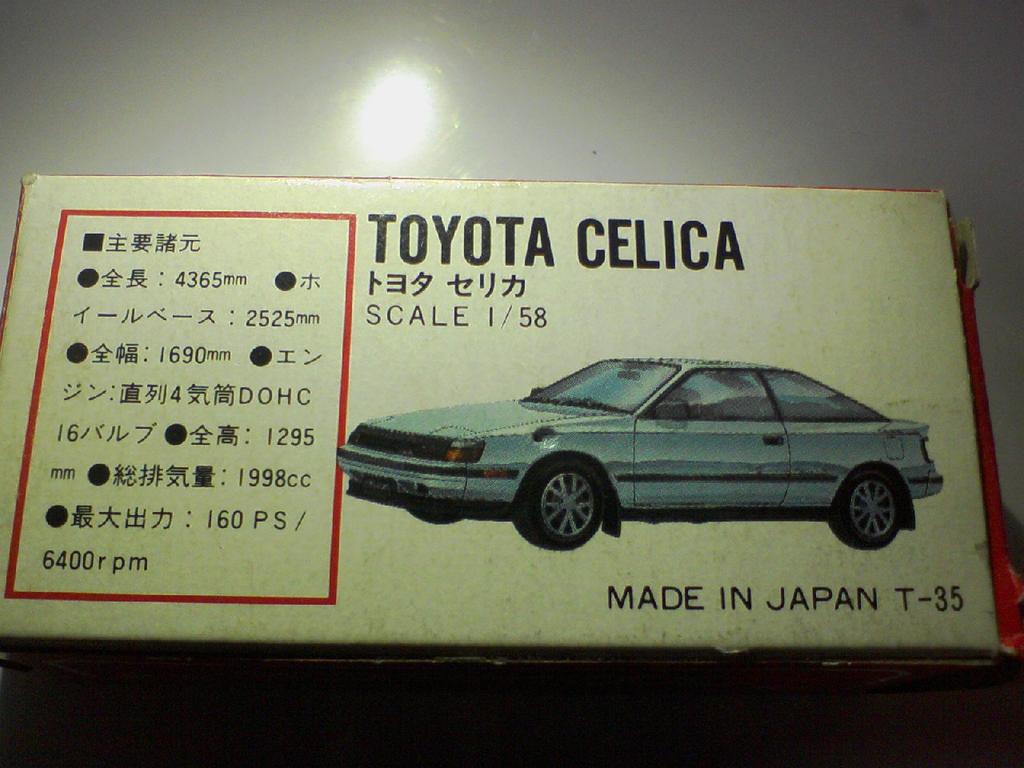 ■主要諸元
●全長：4365mm ●ホ
イールベース：2525mm
●全幅：1690mm ●エン
ジン：直列4気筒DOHC
16バルブ●全高：1295
mm ●総排気量：1998cc
●最大出力：160PS/
6400rpm
TOYOTA CELICA
トヨタ セリカ
SCALE 1/58
MADE IN JAPAN T-35